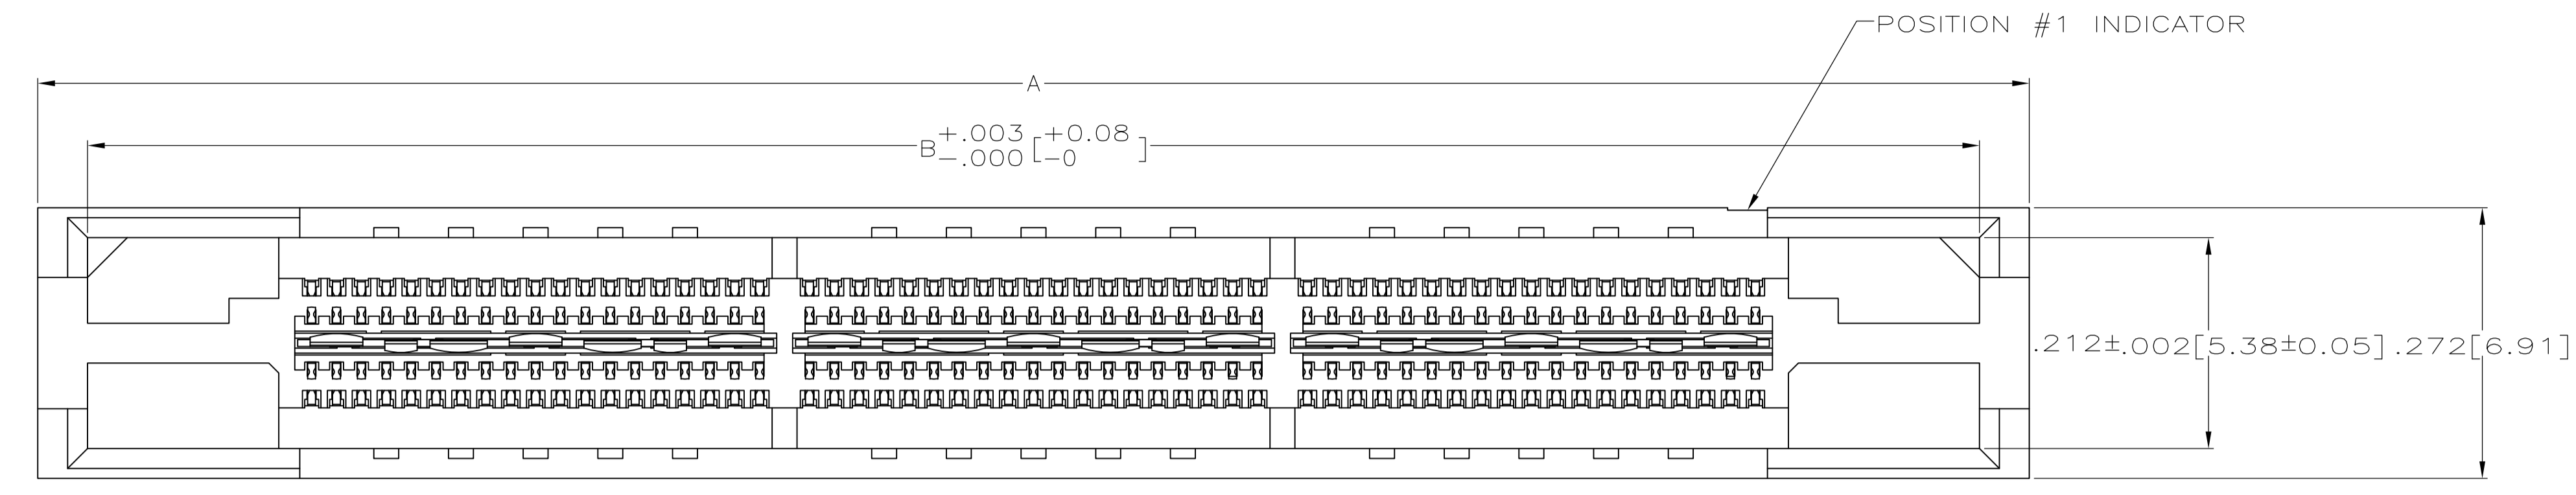 POSITION #1 INDICATOR
A
B +.003 [+0.08
-.000 [-0 ]
.212±.002[5.38±0.05]
.272[6.91]